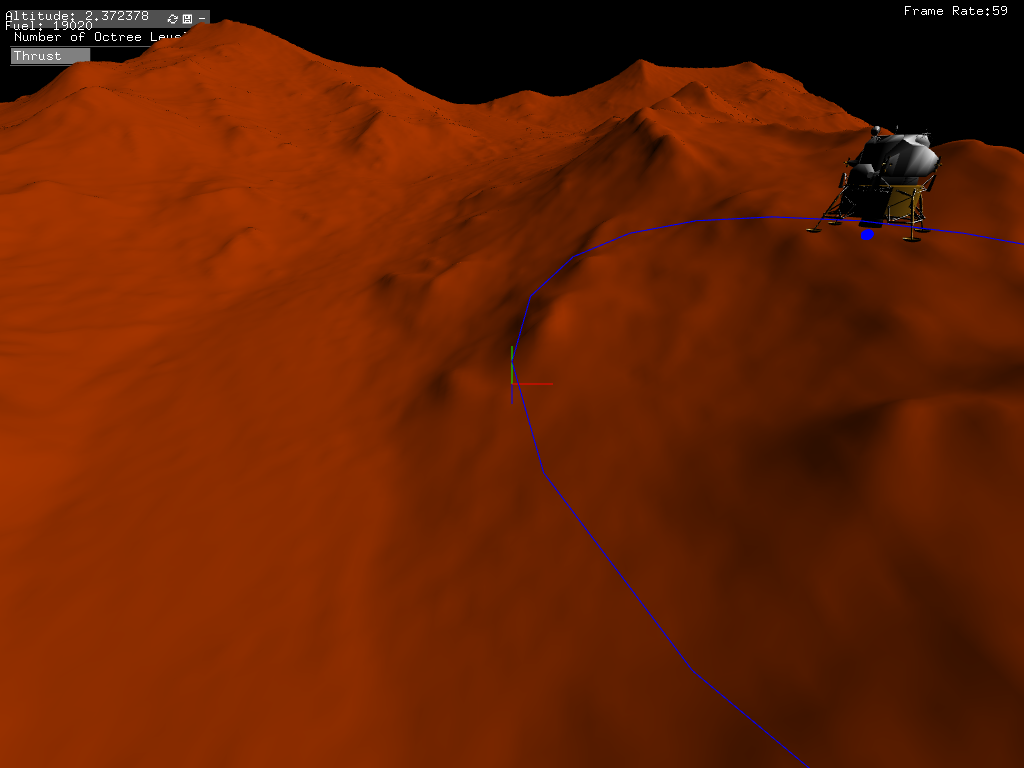 Altitude: 2.372378
Frame Rate:59
Fuel: 19020
Number of Octree
Thrust